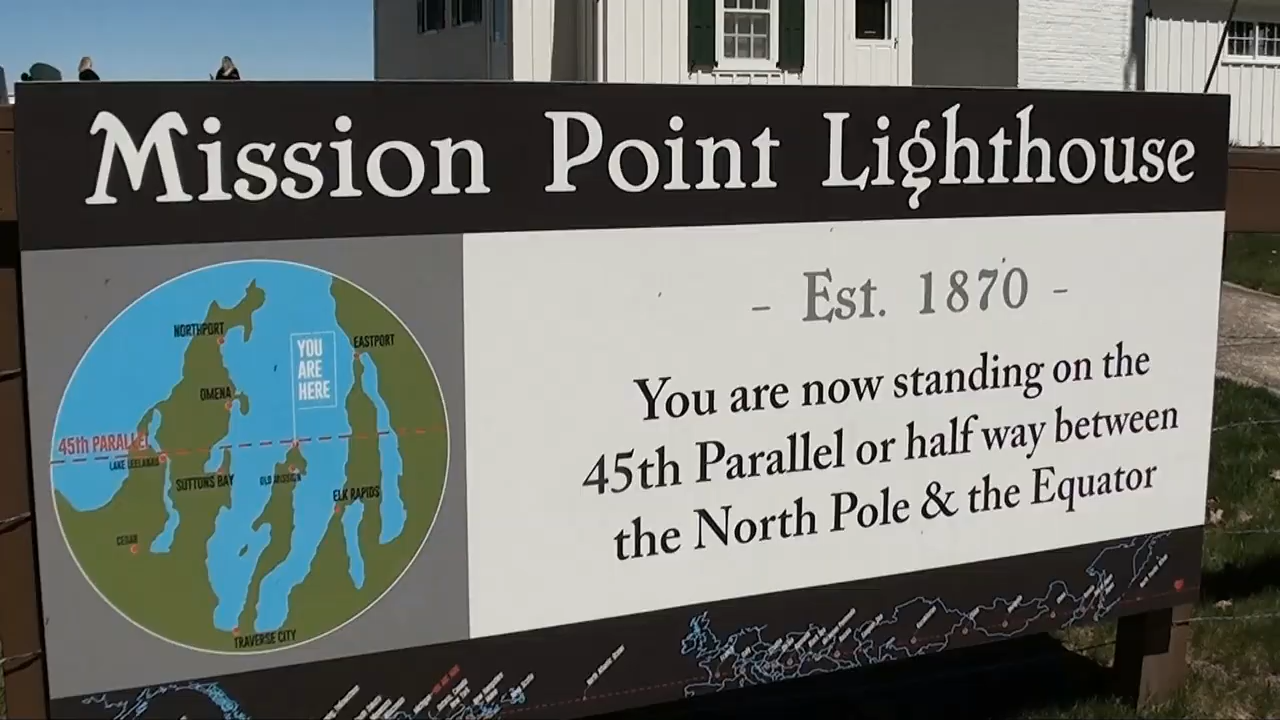 Mission Point Lighthouse
- Est. 1870 -
You are now standing on the
45th Parallel or half way between
the North Pole & the Equator
NORTHPORT
YOU
ARE
HERE
EASTPORT
OMENA
45th PARALLEL
LAKE LEELANAU
SUTTONS BAY
OLD MISSION
ELK RAPIDS
CEDAR
TRAVERSE CITY